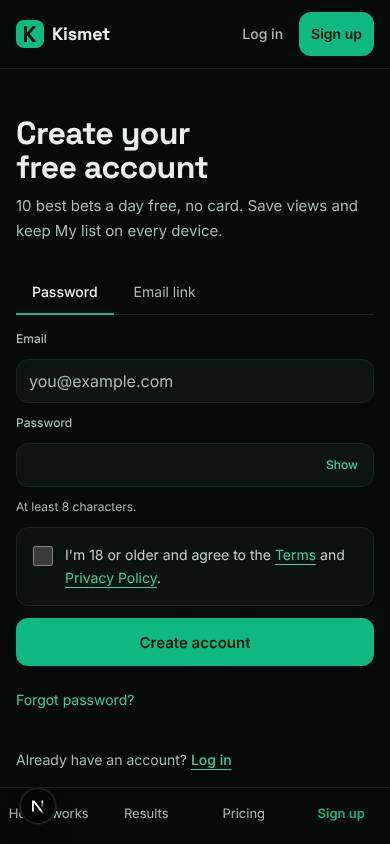 K Kismet Log in Sign up
Create your
free account
10 best bets a day free, no card. Save views and
keep My list on every device.
Password Email link
Email
you@example.com
Password
Show
At least 8 characters.
I'm 18 or older and agree to the Terms and
Privacy Policy.
Create account
Forgot password?
Already have an account? Log in
N works Results Pricing Sign up